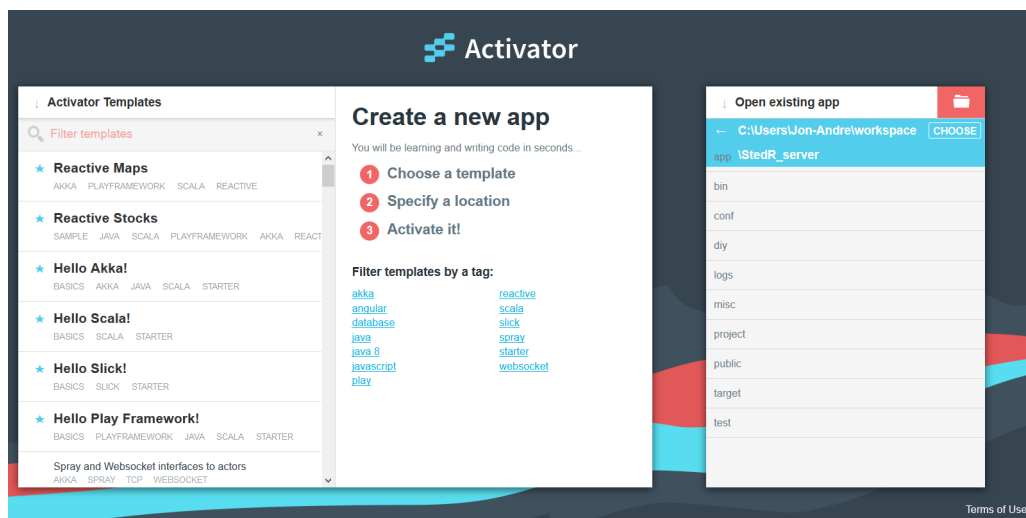 Activator
Activator Templates
Filter templates ×
Reactive Maps
AKKA PLAYFRAMEWORK SCALA REACTIVE
Reactive Stocks
SAMPLE JAVA SCALA PLAYFRAMEWORK AKKA REACT
Hello Akka!
BASICS AKKA JAVA SCALA STARTER
Hello Scala!
BASICS SCALA STARTER
Hello Slick!
BASICS SLICK STARTER
Hello Play Framework!
BASICS PLAYFRAMEWORK JAVA SCALA STARTER
Spray and Websocket interfaces to actors
AKKA SPRAY TCP WEBSOCKET
Create a new app
You will be learning and writing code in seconds...
1 Choose a template
2 Specify a location
3 Activate it!
Filter templates by a tag:
akka
angular
database
java
java 8
javascript
play
reactive
scala
slick
spray
starter
websocket
Open existing app
← C:\Users\Jon-Andre\workspace CHOOSE
\StedR_server
app
bin
conf
diy
logs
misc
project
public
target
test
Terms of Use